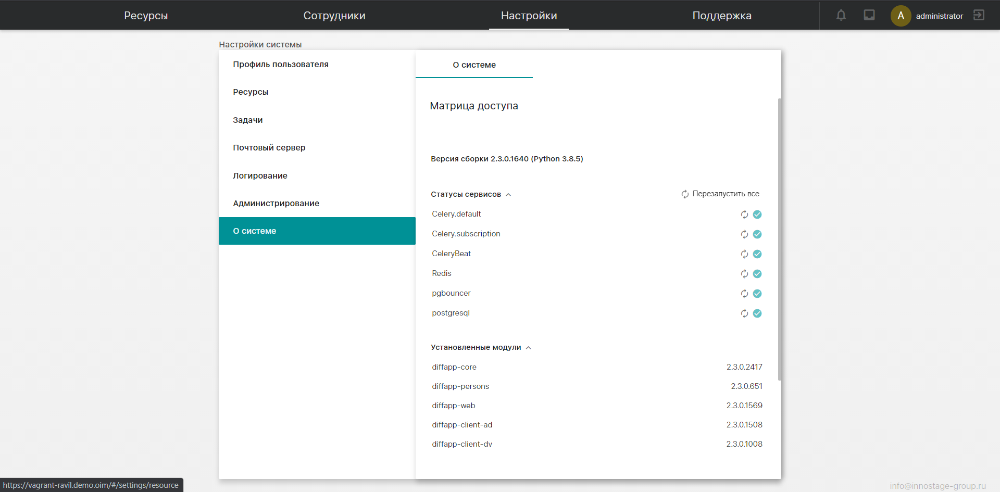 Ресурсы Сотрудники Настройки Поддержка A administrator
Настройки системы
Профиль пользователя
Ресурсы
Задачи
Почтовый сервер
Логирование
Администрирование
О системе
О системе
Матрица доступа
Версия сборки 2.3.0.1640 (Python 3.8.5)
Статусы сервисов Перезапустить все
Celery.default
Celery.subscription
CeleryBeat
Redis
pgbouncer
postgresql
Установленные модули
diffapp-core 2.3.0.2417
diffapp-persons 2.3.0.651
diffapp-web 2.3.0.1569
diffapp-client-ad 2.3.0.1508
diffapp-client-dv 2.3.0.1008
https://vagrant-ravil.demo.oim/#/settings/resource
info@innostage-group.ru